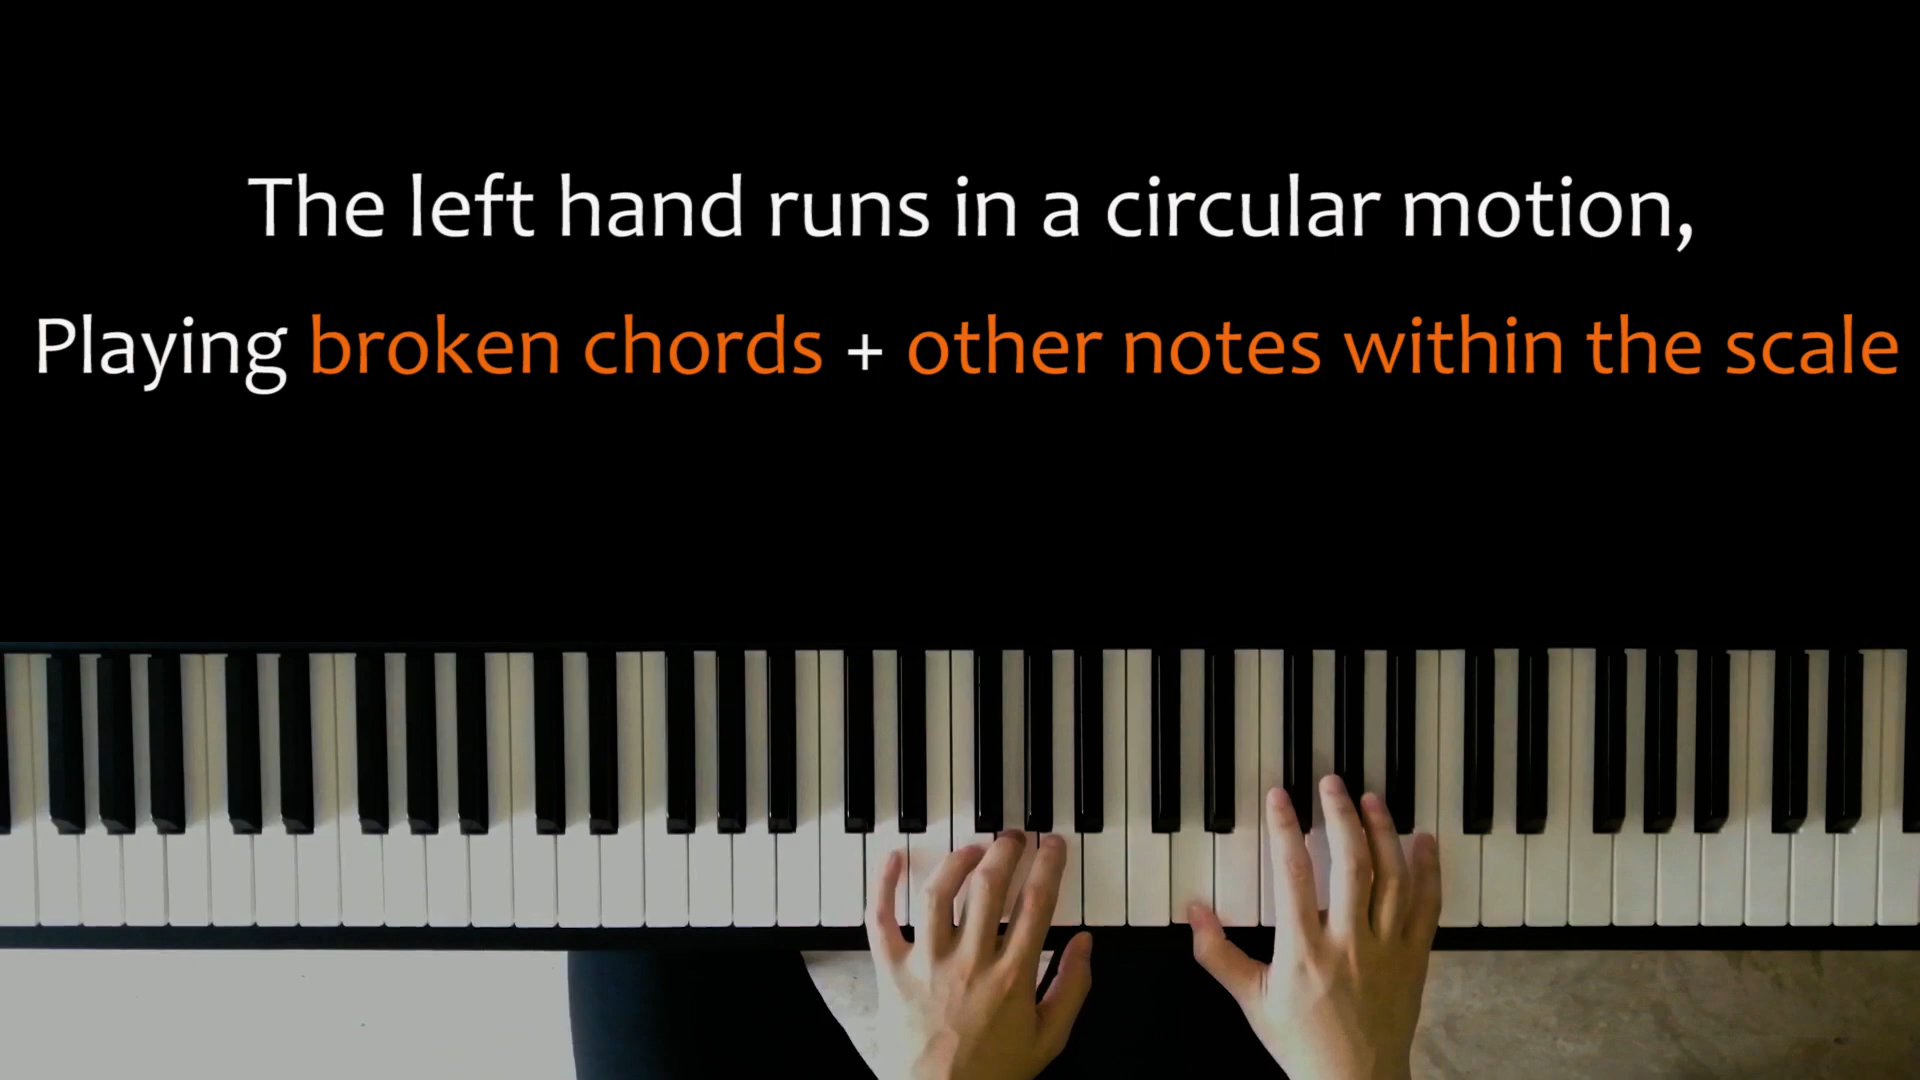 The left hand runs in a circular motion,
Playing broken chords + other notes within the scale